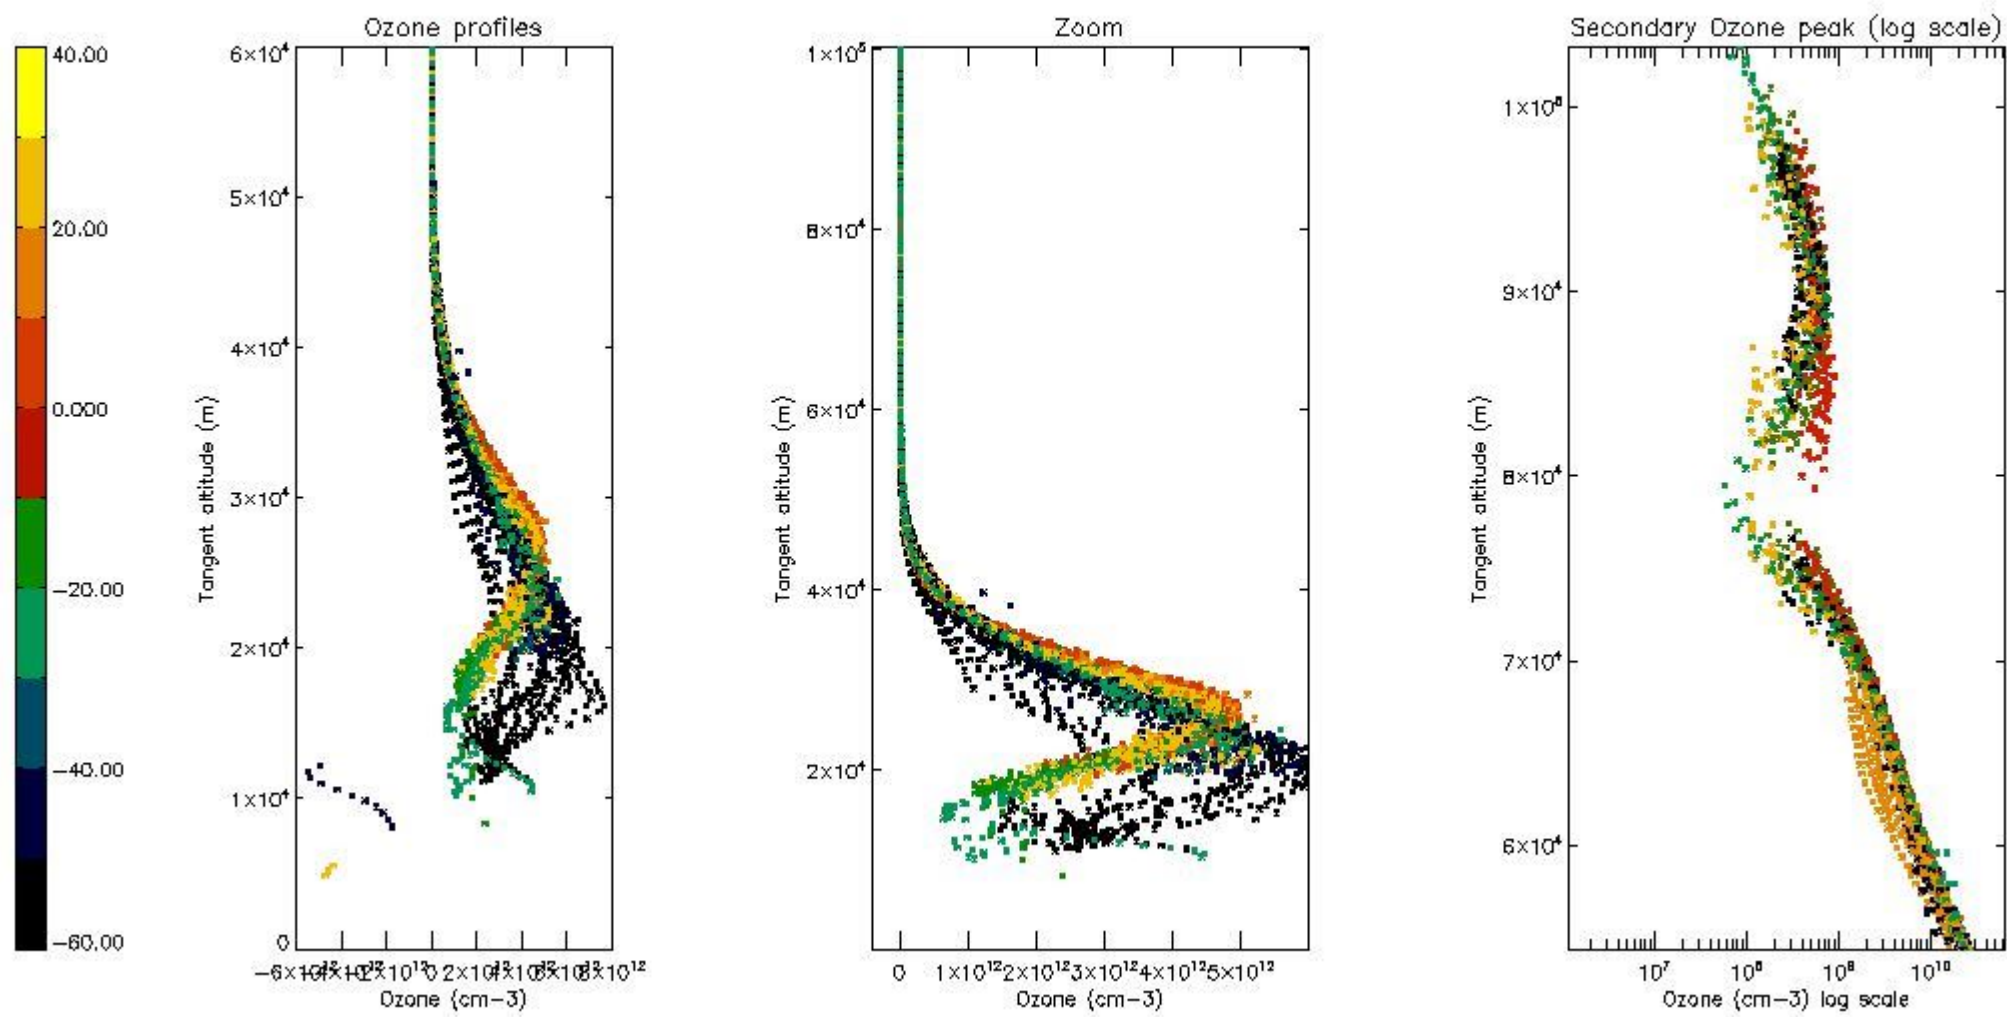 Ozone profiles
Zoom
Secondary Ozone peak (log scale)
40.00
20.00
0.000
−20.00
−40.00
−60.00
Tangent altitude (m)
6×10⁴
5×10⁴
4×10⁴
3×10⁴
2×10⁴
1×10⁴
0
0
Ozone (cm−3)
Tangent altitude (m)
1×10⁵
8×10⁴
6×10⁴
4×10⁴
2×10⁴
0 1×10¹² 2×10¹² 3×10¹² 4×10¹² 5×10¹²
Ozone (cm−3)
Tangent altitude (m)
9×10⁴
8×10⁴
7×10⁴
6×10⁴
10⁷ 10⁸ 10⁹ 10¹⁰
Ozone (cm−3) log scale